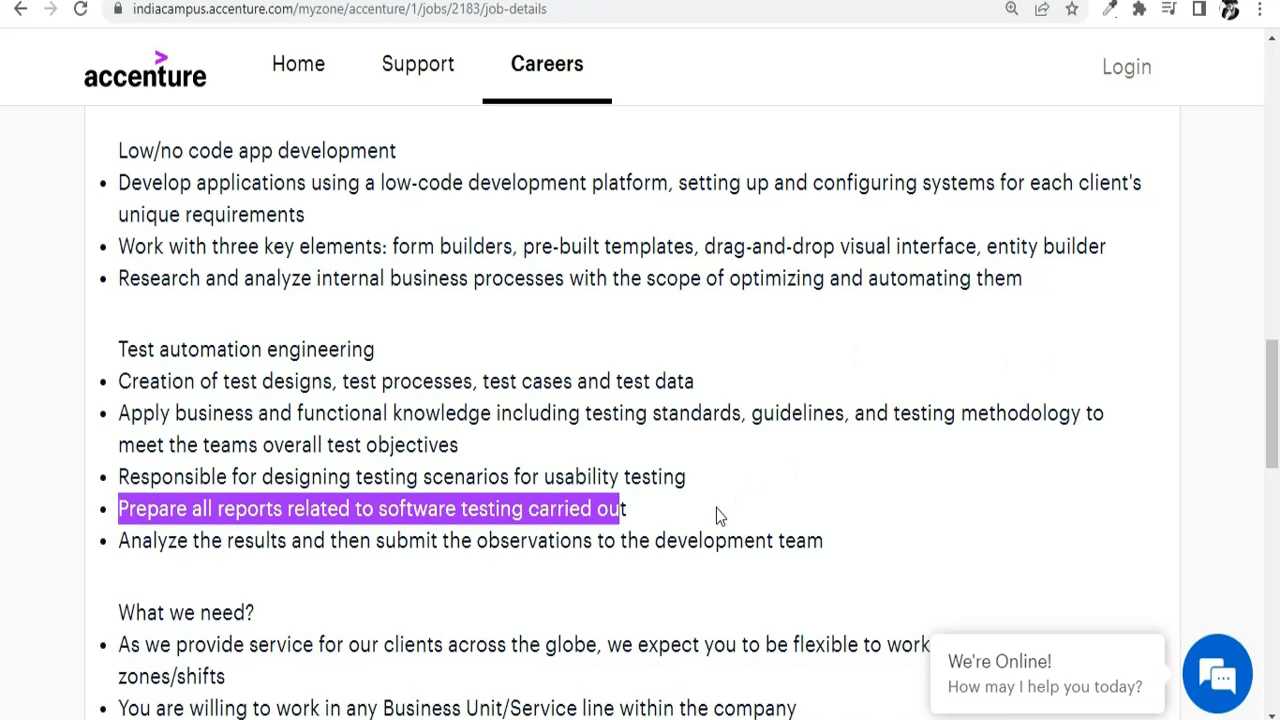 indiacampus.accenture.com/myzone/accenture/1/jobs/2183/job-details
accenture
Home
Support
Careers
Login
Low/no code app development
• Develop applications using a low-code development platform, setting up and configuring systems for each client's
unique requirements
• Work with three key elements: form builders, pre-built templates, drag-and-drop visual interface, entity builder
• Research and analyze internal business processes with the scope of optimizing and automating them
Test automation engineering
• Creation of test designs, test processes, test cases and test data
• Apply business and functional knowledge including testing standards, guidelines, and testing methodology to
meet the teams overall test objectives
• Responsible for designing testing scenarios for usability testing
• Prepare all reports related to software testing carried out
• Analyze the results and then submit the observations to the development team
What we need?
• As we provide service for our clients across the globe, we expect you to be flexible to work
zones/shifts
• You are willing to work in any Business Unit/Service line within the company
We're Online!
How may I help you today?